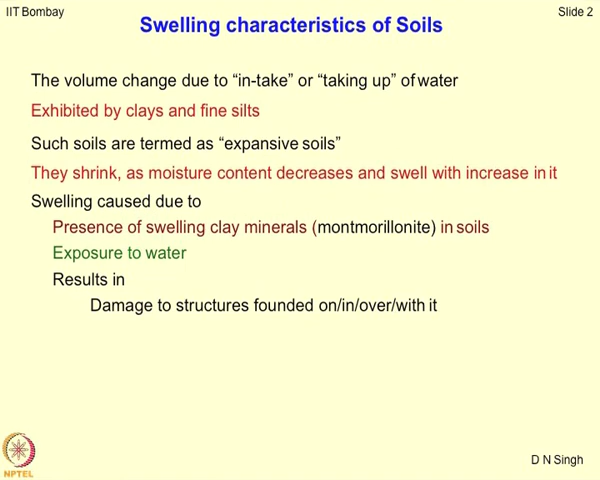 IIT Bombay
Slide 2
Swelling characteristics of Soils
The volume change due to “in-take” or “taking up” of water
Exhibited by clays and fine silts
Such soils are termed as “expansive soils”
They shrink, as moisture content decreases and swell with increase in it
Swelling caused due to
Presence of swelling clay minerals (montmorillonite) in soils
Exposure to water
Results in
Damage to structures founded on/in/over/with it
NPTEL
D N Singh